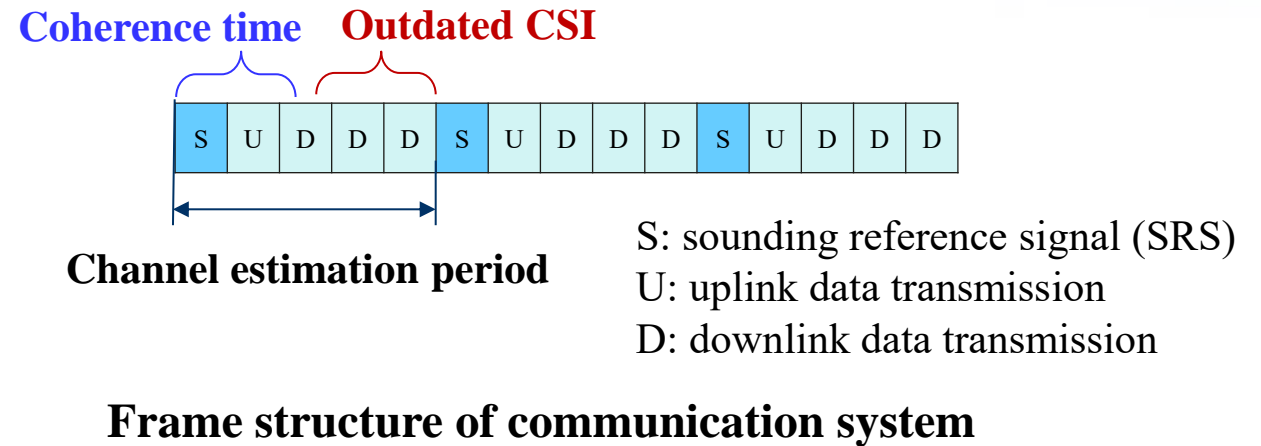 Coherence time Outdated CSI
S U D D D S U D D D S U D D D
Channel estimation period
S: sounding reference signal (SRS)
U: uplink data transmission
D: downlink data transmission
Frame structure of communication system